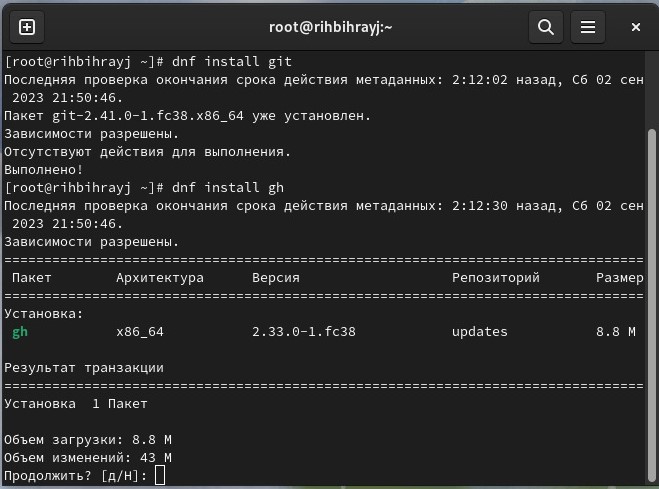 root@rihbihrayj:~
[root@rihbihrayj ~]# dnf install git
Последняя проверка окончания срока действия метаданных: 2:12:02 назад, Сб 02 сен
2023 21:50:46.
Пакет git-2.41.0-1.fc38.x86_64 уже установлен.
Зависимости разрешены.
Отсутствуют действия для выполнения.
Выполнено!
[root@rihbihrayj ~]# dnf install gh
Последняя проверка окончания срока действия метаданных: 2:12:30 назад, Сб 02 сен
2023 21:50:46.
Зависимости разрешены.
================================================================================
Пакет Архитектура Версия Репозиторий Размер
================================================================================
Установка:
gh x86_64 2.33.0-1.fc38 updates 8.8 M
Результат транзакции
================================================================================
Установка 1 Пакет
Объем загрузки: 8.8 M
Объем изменений: 43 M
Продолжить? [д/Н]: